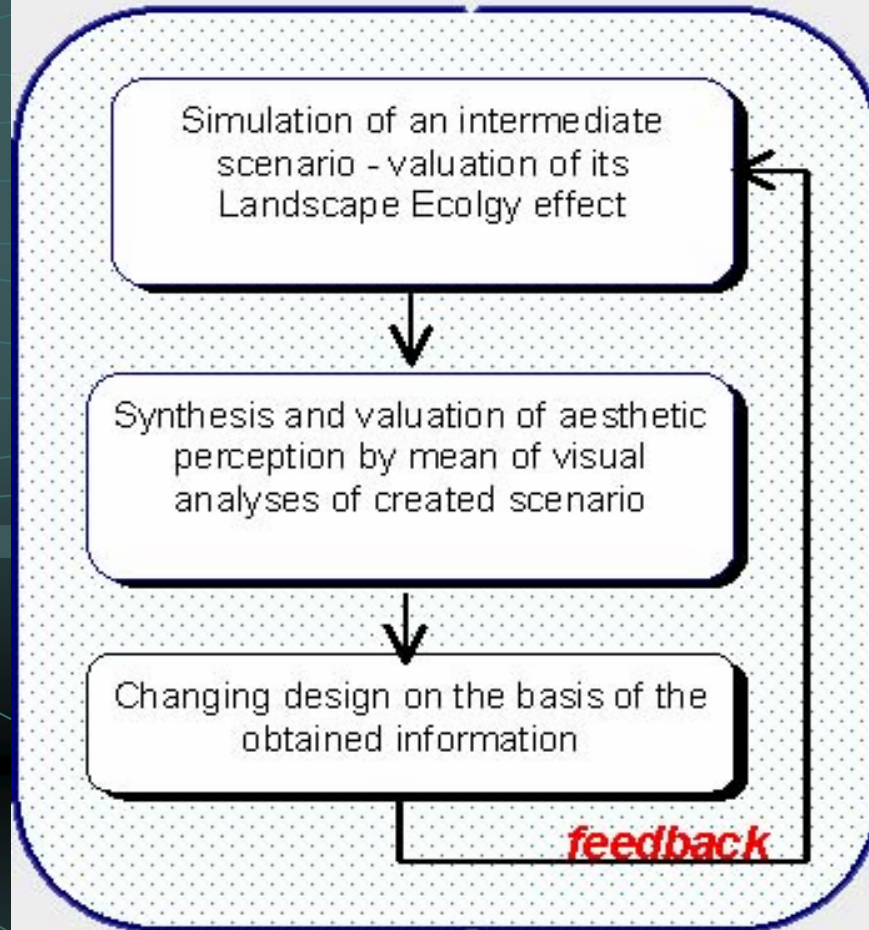 Simulation of an intermediate
scenario - valuation of its
Landscape Ecolgy effect
Synthesis and valuation of aesthetic
perception by mean of visual
analyses of created scenario
Changing design on the basis of the
obtained information
feedback